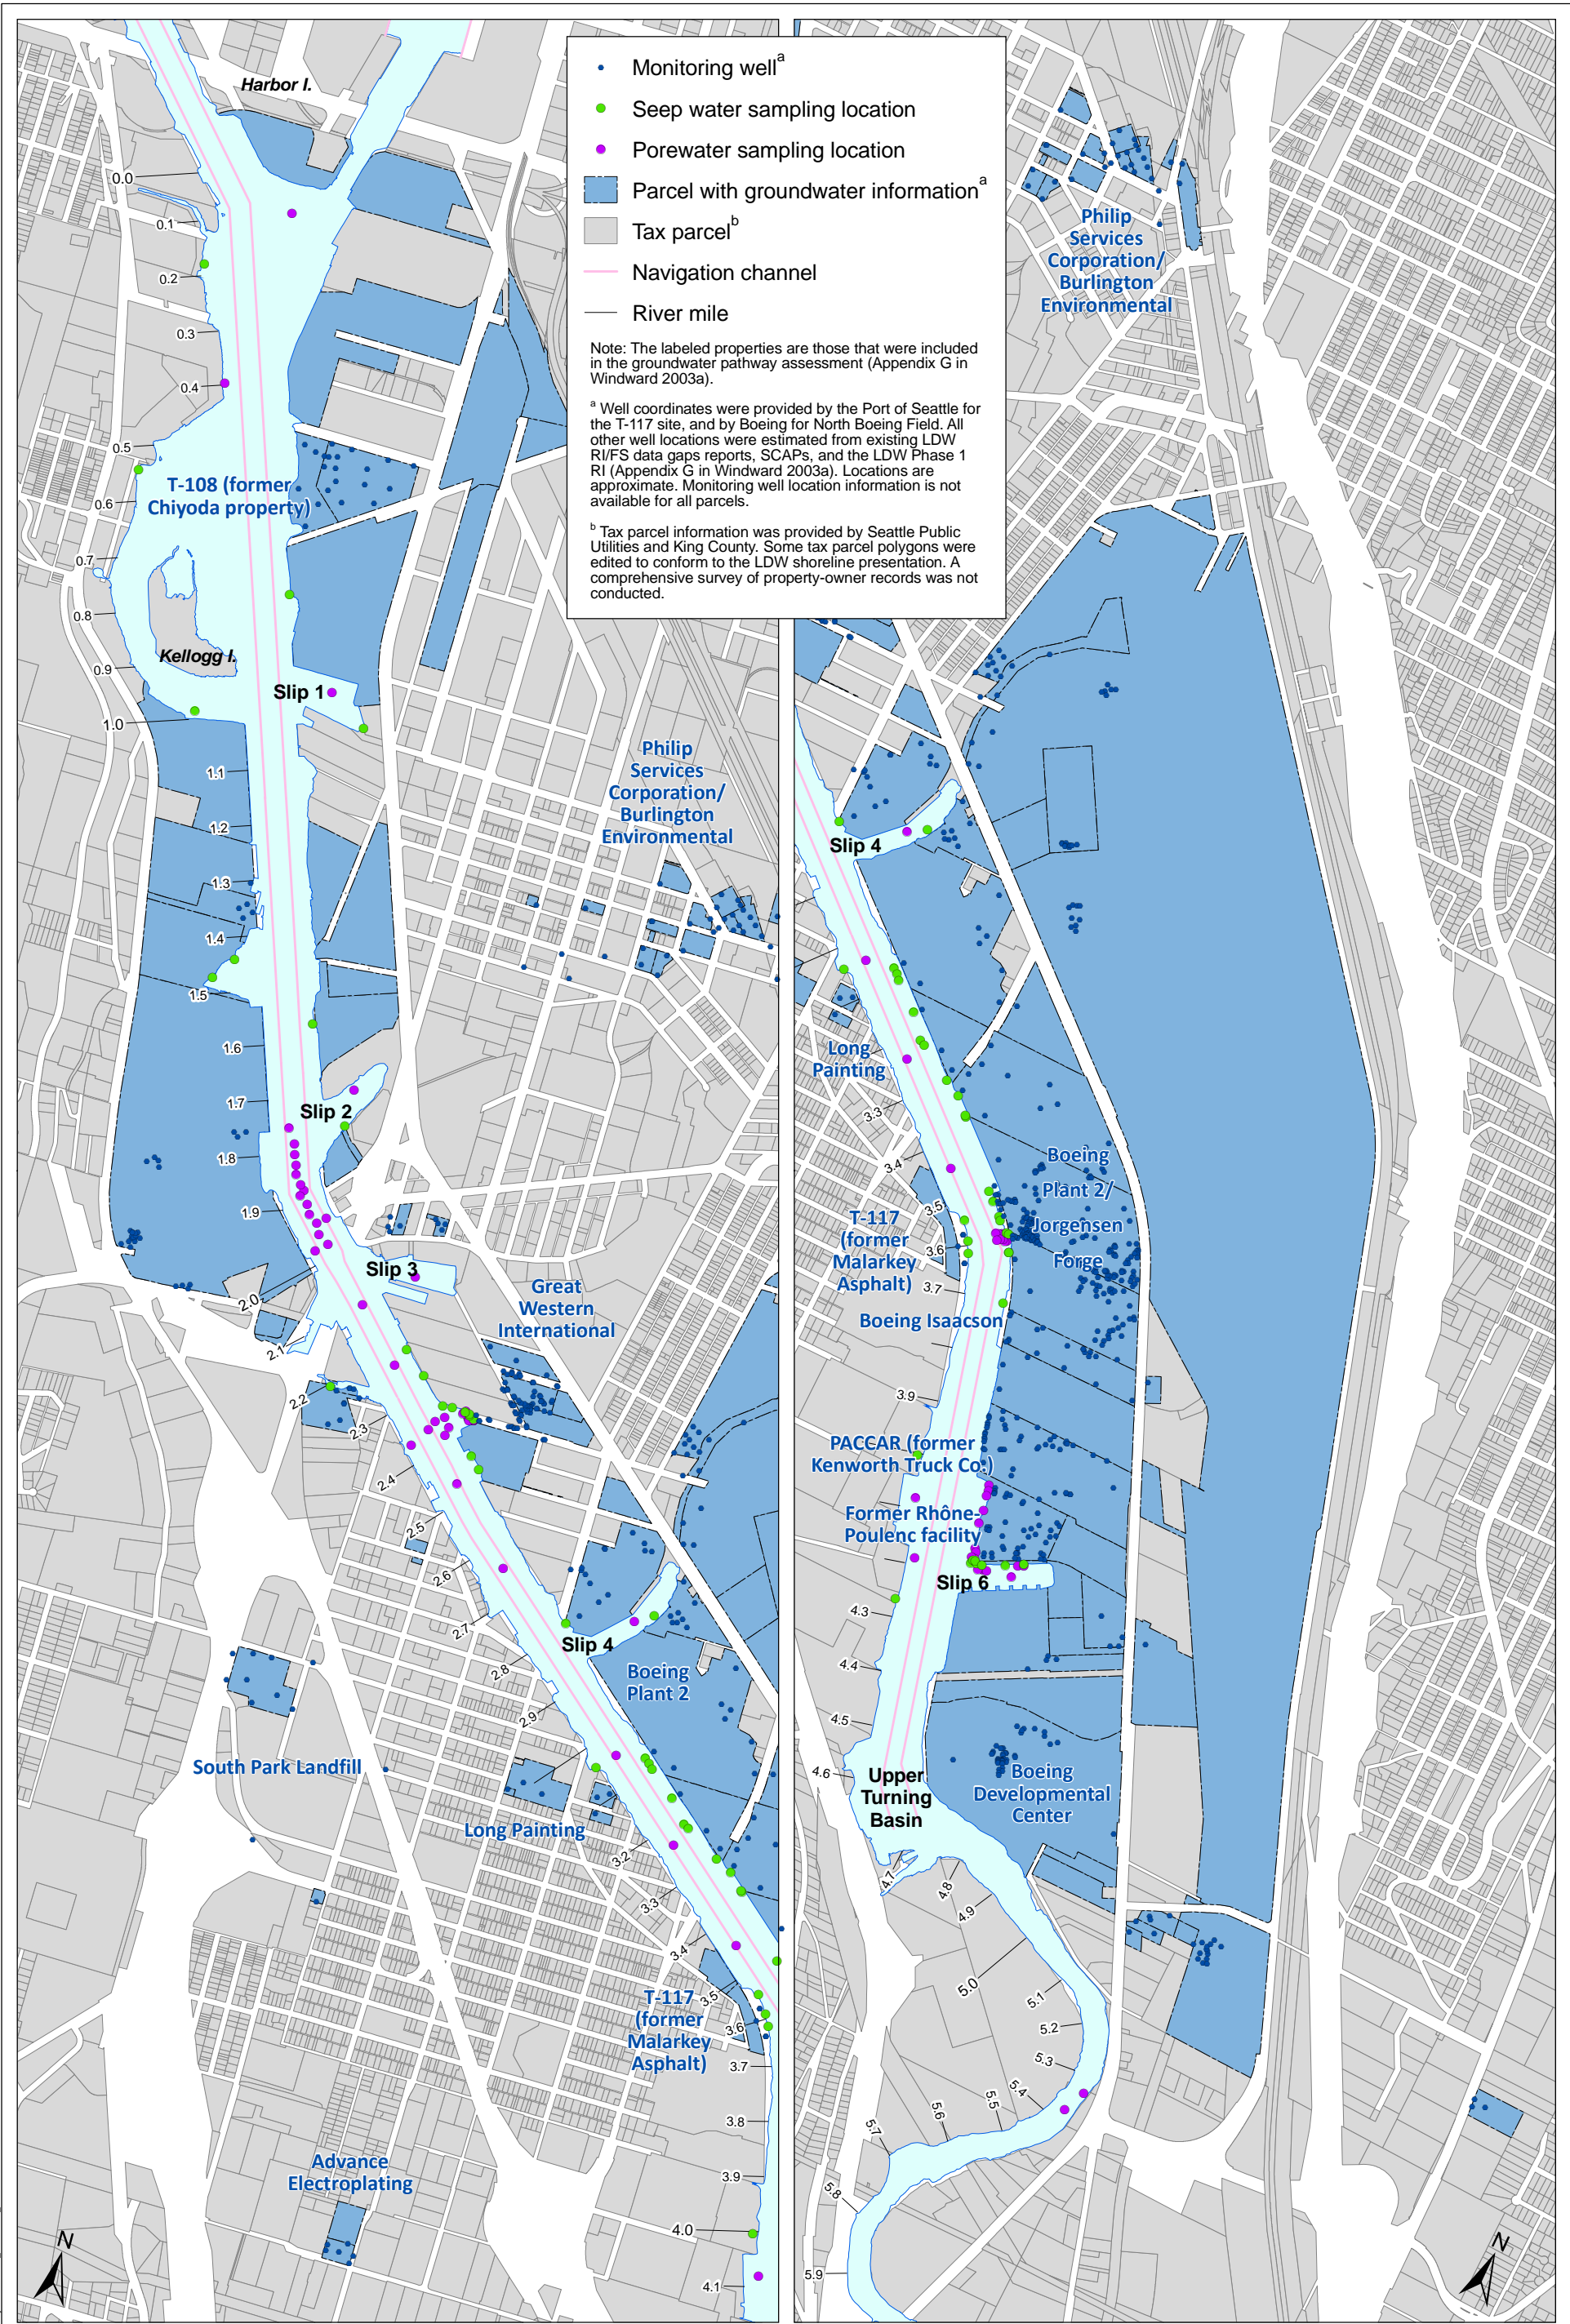 Harbor I.
Monitoring well^a
Seep water sampling location
Porewater sampling location
Parcel with groundwater information^a
Tax parcel^b
Navigation channel
River mile
Note: The labeled properties are those that were included
in the groundwater pathway assessment (Appendix G in
Windward 2003a).
^a Well coordinates were provided by the Port of Seattle for
the T-117 site, and by Boeing for North Boeing Field. All
other well locations were estimated from existing LDW
RI/FS data gaps reports, SCAPs, and the LDW Phase 1
RI (Appendix G in Windward 2003a). Locations are
approximate. Monitoring well location information is not
available for all parcels.
^b Tax parcel information was provided by Seattle Public
Utilities and King County. Some tax parcel polygons were
edited to conform to the LDW shoreline presentation. A
comprehensive survey of property-owner records was not
conducted.
0.0
0.1
0.2
0.3
0.4
0.5
T-108 (former
Chiyoda property)
0.6
0.7
0.8
Kellogg I.
0.9
Slip 1
1.0
Philip
Services
Corporation/
Burlington
Environmental
1.1
1.2
1.3
1.4
1.5
1.6
1.7
Slip 2
1.8
1.9
Slip 3
2.0
Great
Western
International
2.1
2.2
2.3
2.4
2.5
2.6
2.7
Slip 4
2.8
Boeing
Plant 2
2.9
South Park Landfill
Long Painting
3.2
3.3
3.4
3.5
T-117
(former
Malarkey
Asphalt)
3.6
3.7
3.8
Advance
Electroplating
3.9
4.0
4.1
N
Philip
Services
Corporation/
Burlington
Environmental
Slip 4
Long
Painting
3.3
3.4
Boeing
Plant 2/
Jorgensen
Forge
3.5
T-117
(former
Malarkey
Asphalt)
3.6
3.7
Boeing Isaacson
3.9
PACCAR (former
Kenworth Truck Co.)
Former Rhône-
Poulenc facility
Slip 6
4.3
4.4
4.5
4.6
Upper
Turning
Basin
Boeing
Developmental
Center
4.7
4.8
4.9
5.0
5.1
5.2
5.3
5.4
5.5
5.6
5.7
5.8
5.9
N